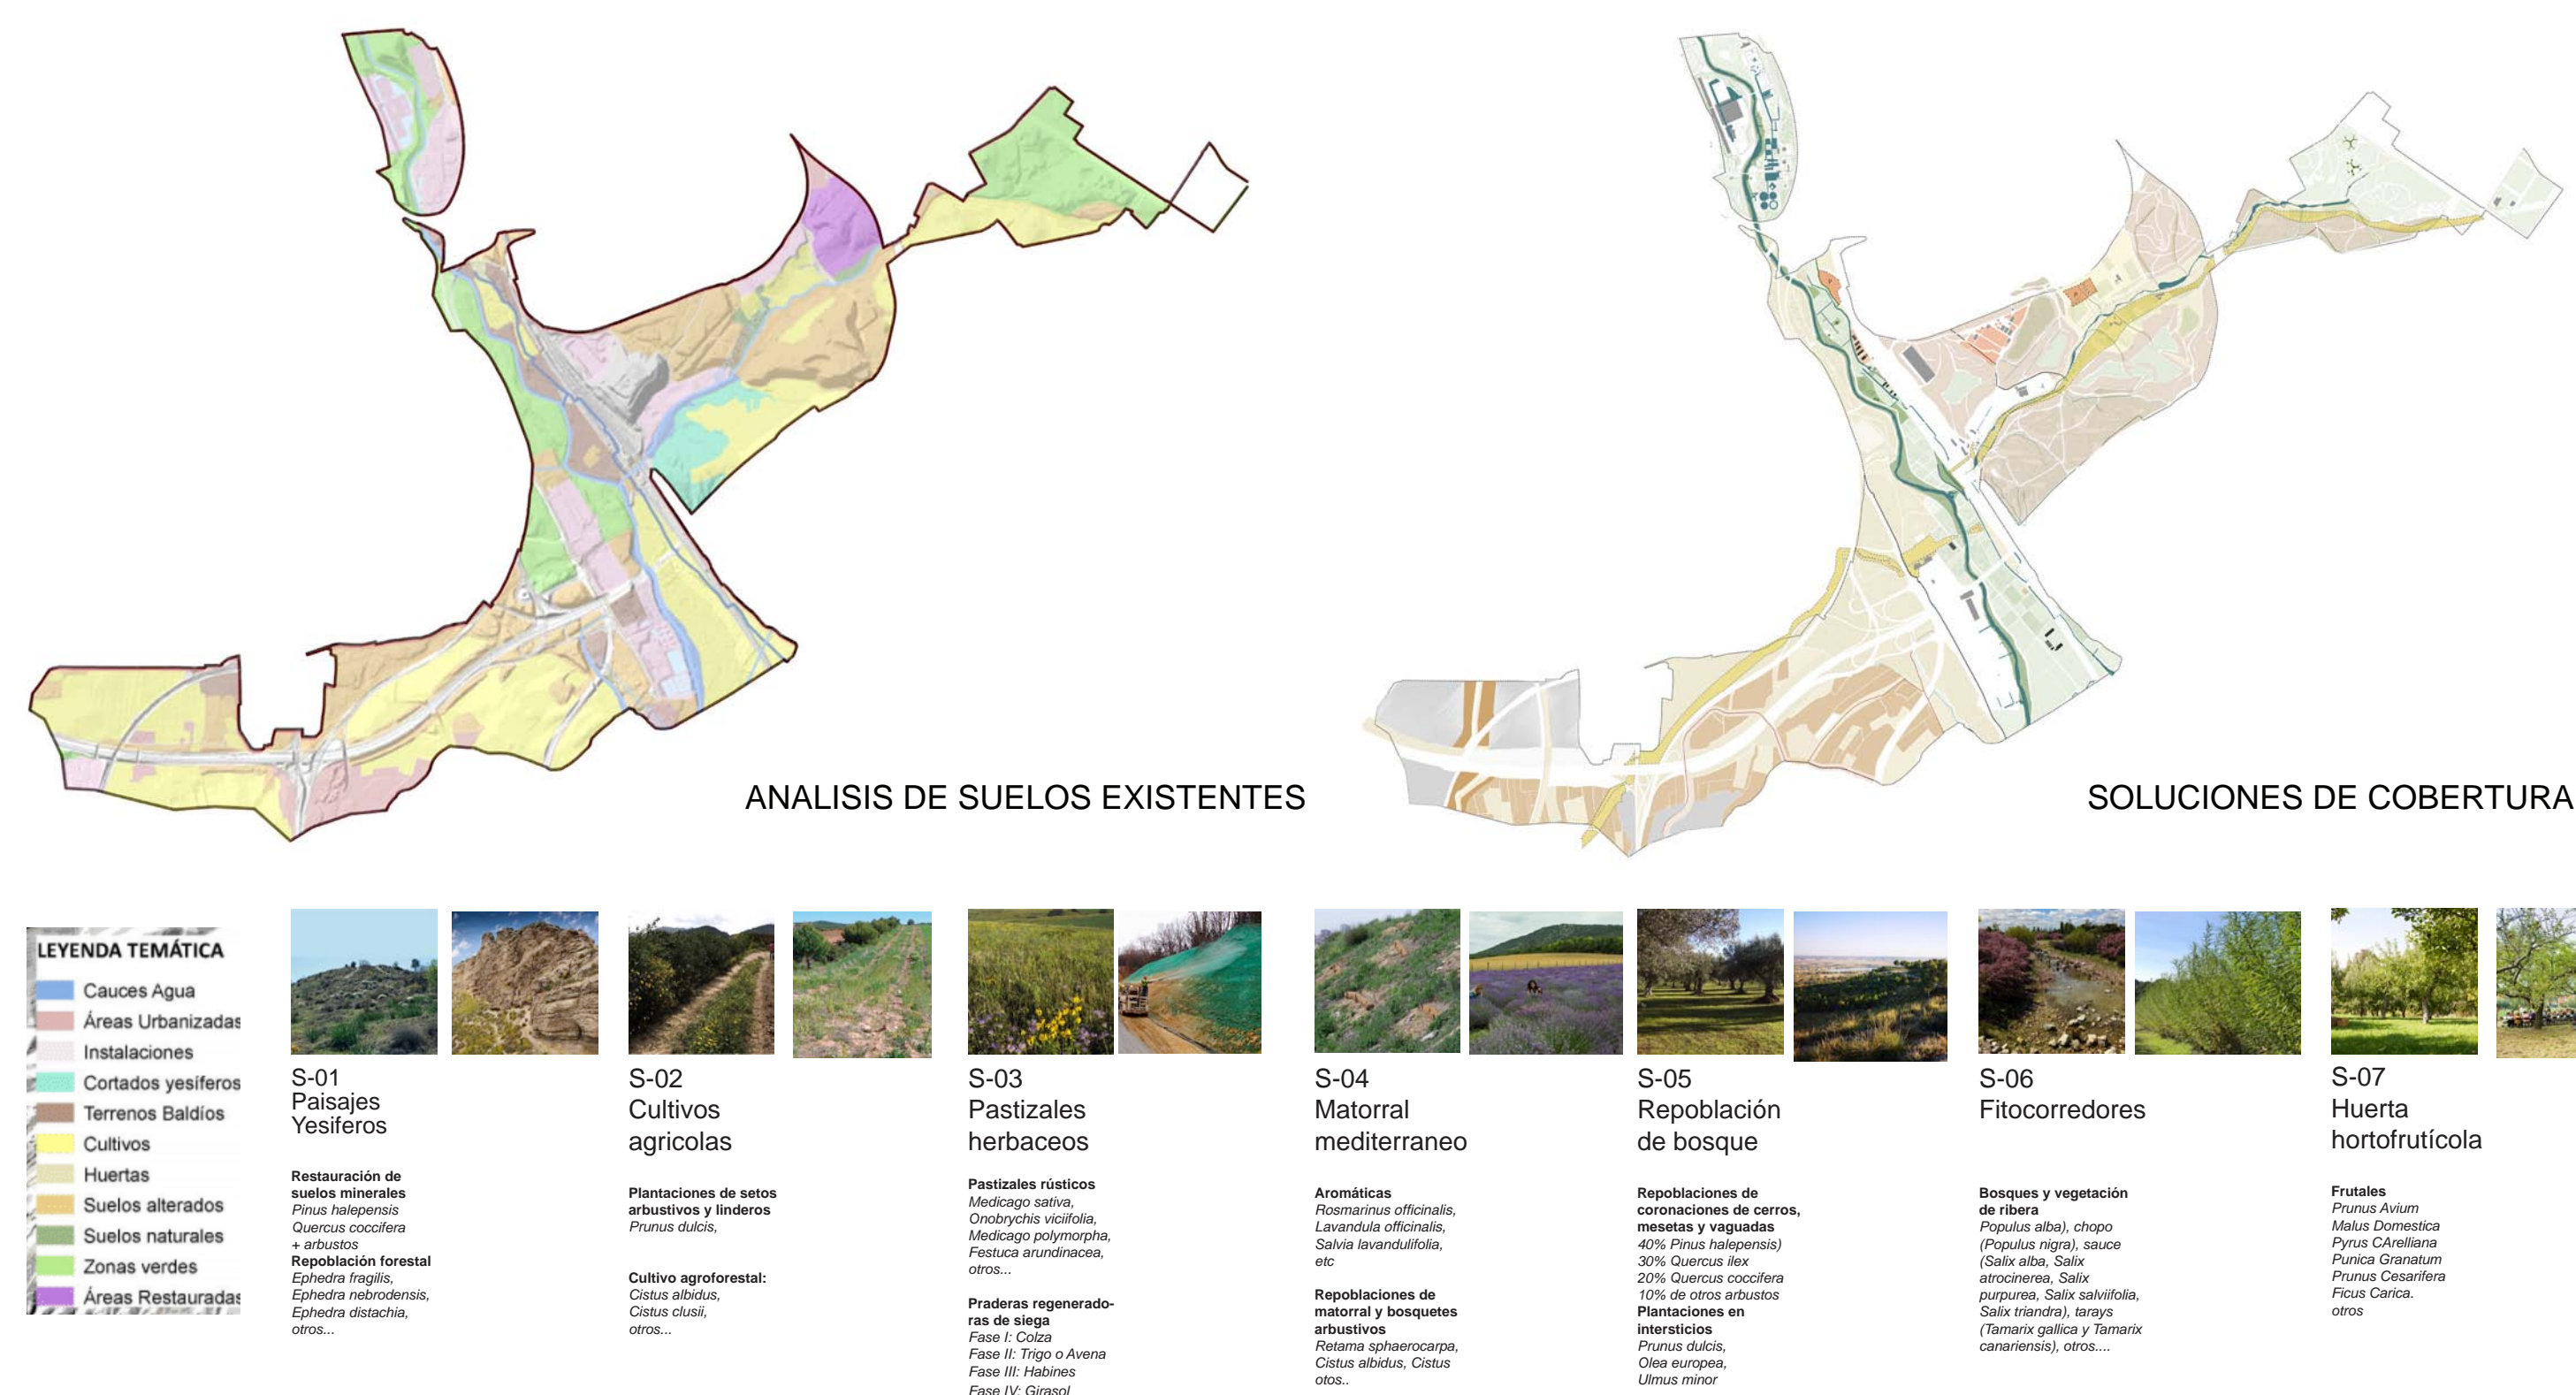 ANALISIS DE SUELOS EXISTENTES
SOLUCIONES DE COBERTURA
LEYENDA TEMÁTICA
Cauces Agua
Áreas Urbanizadas
Instalaciones
Cortados yesíferos
Terrenos Baldíos
Cultivos
Huertas
Suelos alterados
Suelos naturales
Zonas verdes
Áreas Restauradas
S-01
Paisajes
Yesiferos
Restauración de
suelos minerales
Pinus halepensis
Quercus coccifera
+ arbustos
Repoblación forestal
Ephedra fragilis,
Ephedra nebrodensis,
Ephedra distachia,
otros...
S-02
Cultivos
agricolas
Plantaciones de setos
arbustivos y linderos
Prunus dulcis,
Cultivo agroforestal:
Cistus albidus,
Cistus clusii,
otros...
S-03
Pastizales
herbaceos
Pastizales rústicos
Medicago sativa,
Onobrychis viciifolia,
Medicago polymorpha,
Festuca arundinacea,
otros...
Praderas regenerado-
ras de siega
Fase I: Colza
Fase II: Trigo o Avena
Fase III: Habines
Fase IV: Girasol
S-04
Matorral
mediterraneo
Aromáticas
Rosmarinus officinalis,
Lavandula officinalis,
Salvia lavandulifolia,
etc
Repoblaciones de
matorral y bosquetes
arbustivos
Retama sphaerocarpa,
Cistus albidus, Cistus
otos..
S-05
Repoblación
de bosque
Repoblaciones de
coronaciones de cerros,
mesetas y vaguadas
40% Pinus halepensis)
30% Quercus ilex
20% Quercus coccifera
10% de otros arbustos
Plantaciones en
intersticios
Prunus dulcis,
Olea europea,
Ulmus minor
S-06
Fitocorredores
Bosques y vegetación
de ribera
Populus alba), chopo
(Populus nigra), sauce
(Salix alba, Salix
atrocinerea, Salix
purpurea, Salix salviifolia,
Salix triandra), tarays
(Tamarix gallica y Tamarix
canariensis), otros....
S-07
Huerta
hortofrutícola
Frutales
Prunus Avium
Malus Domestica
Pyrus CArelliana
Punica Granatum
Prunus Cesarifera
Ficus Carica.
otros